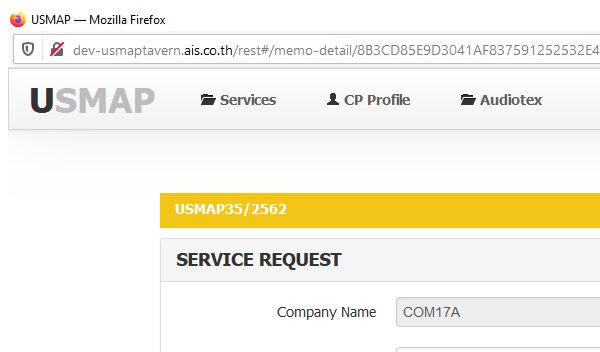 USMAP — Mozilla Firefox
dev-usmaptavern.ais.co.th/rest#/memo-detail/8B3CD85E9D3041AF837591252532E4
USMAP Services CP Profile Audiotex
USMAP35/2562
SERVICE REQUEST
Company Name COM17A